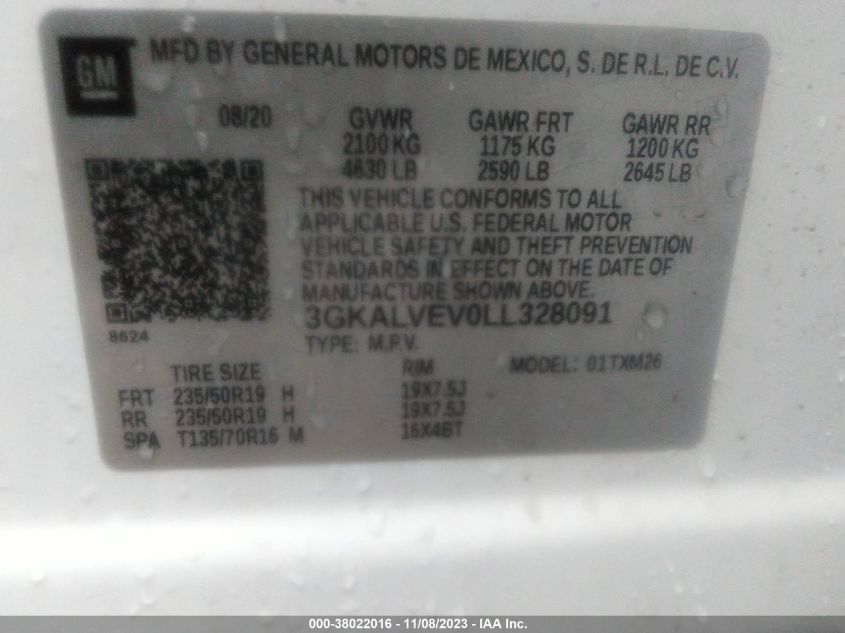 GM
MFD BY GENERAL MOTORS DE MEXICO, S. DE R.L. DE C.V.
08/20 GVWR GAWR FRT GAWR RR
2100 KG 1175 KG 1200 KG
4630 LB 2590 LB 2645 LB
THIS VEHICLE CONFORMS TO ALL
APPLICABLE U.S. FEDERAL MOTOR
VEHICLE SAFETY AND THEFT PREVENTION
STANDARDS IN EFFECT ON THE DATE OF
MANUFACTURE SHOWN ABOVE.
3GKALVEV0LL328091
8624
TYPE: M.P.V.
MODEL: 01TXM26
TIRE SIZE RIM
FRT 235/50R19 H 19X7.5J
RR 235/50R19 H 19X7.5J
SPA T135/70R16 M 16X4BT
000-38022016 - 11/08/2023 - IAA Inc.